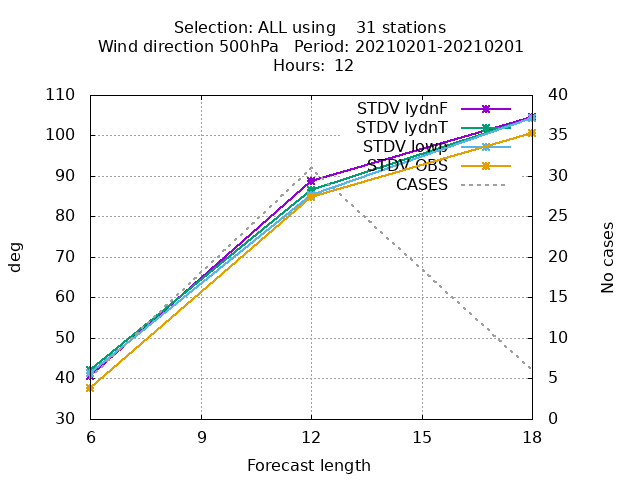 Selection: ALL using    31 stations
Wind direction 500hPa   Period: 20210201-20210201
Hours: 12
110
100
90
80
70
60
50
40
30
40
35
30
25
20
15
10
5
0
6
9
12
15
18
deg
No cases
Forecast length
STDV lydnF
STDV lydnT
STDV lowp
STDV OBS
CASES